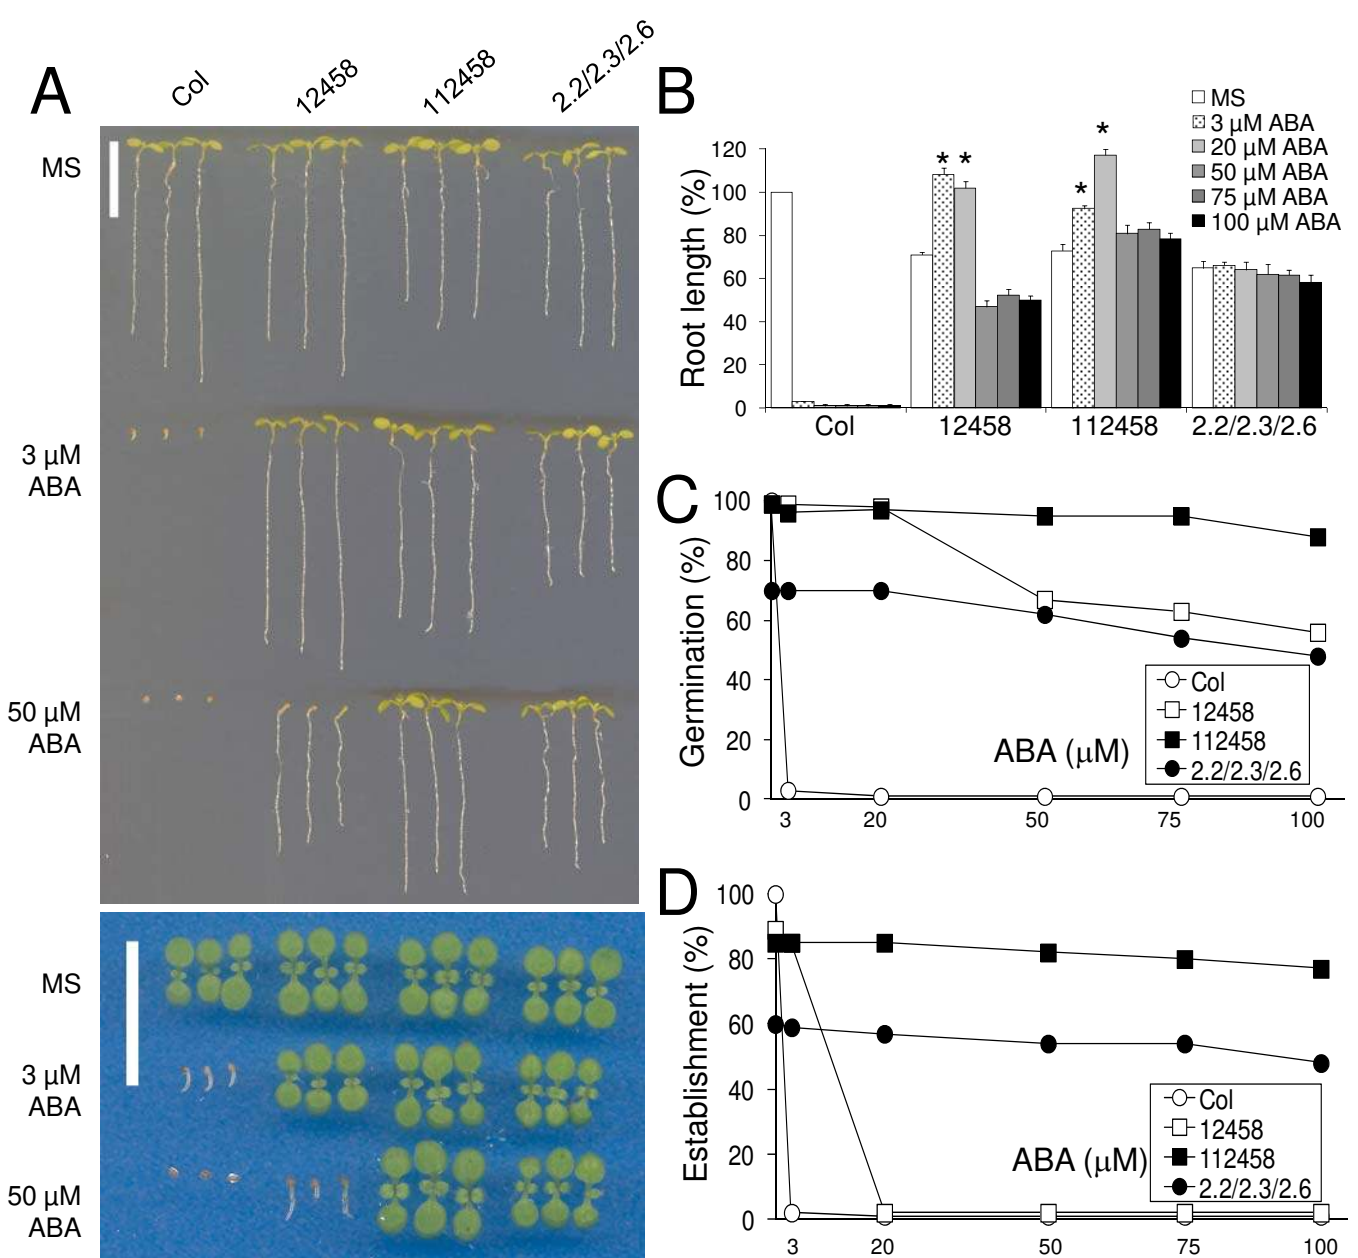 A
Col
12458
112458
2.2/2.3/2.6
MS
3 µM
ABA
50 µM
ABA
MS
3 µM
ABA
50 µM
ABA
B
MS
3 µM ABA
20 µM ABA
50 µM ABA
75 µM ABA
100 µM ABA
Root length (%)
120
100
80
60
40
20
0
* *
* *
Col
12458
112458
2.2/2.3/2.6
C
Germination (%)
100
80
60
40
20
0
ABA (µM)
Col
12458
112458
2.2/2.3/2.6
3
20
50
75
100
D
Establishment (%)
100
80
60
40
20
0
ABA (µM)
Col
12458
112458
2.2/2.3/2.6
3
20
50
75
100